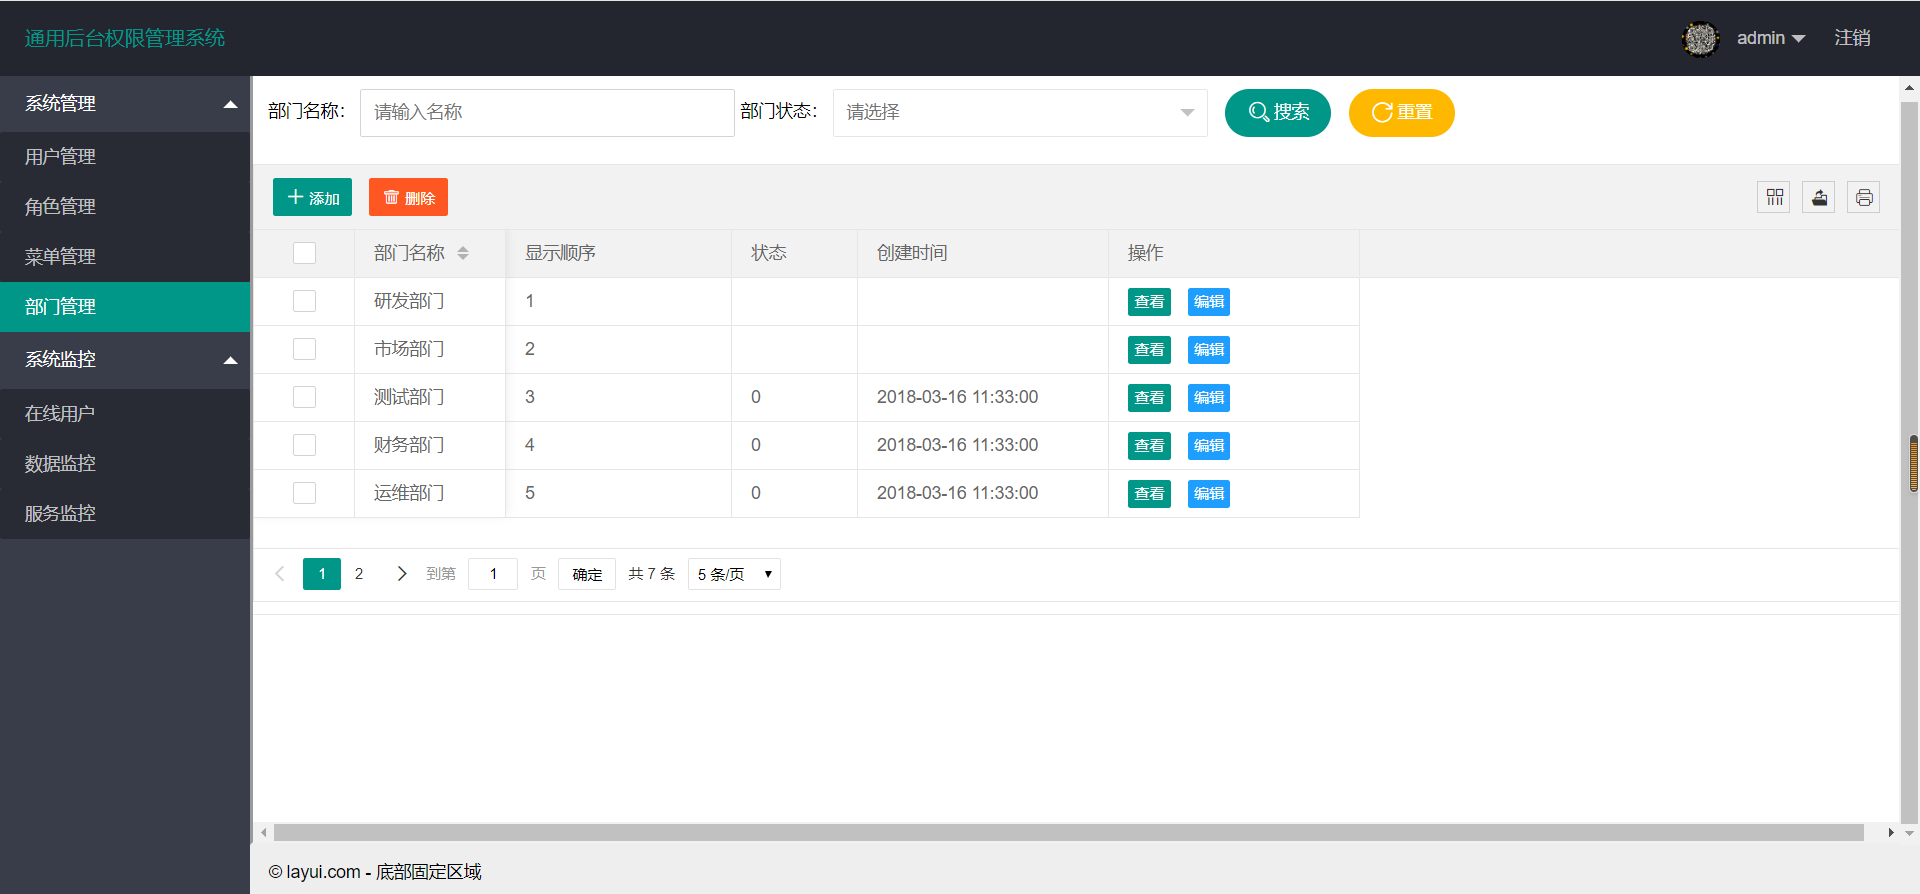 通用后台权限管理系统
admin
注销
系统管理
用户管理
角色管理
菜单管理
部门管理
系统监控
在线用户
数据监控
服务监控
部门名称： 请输入名称 部门状态： 请选择 搜索 重置
添加 删除
部门名称 显示顺序 状态 创建时间 操作
研发部门 1 查看 编辑
市场部门 2 查看 编辑
测试部门 3 0 2018-03-16 11:33:00 查看 编辑
财务部门 4 0 2018-03-16 11:33:00 查看 编辑
运维部门 5 0 2018-03-16 11:33:00 查看 编辑
1 2 到第 1 页 确定 共 7 条 5 条/页
© layui.com - 底部固定区域